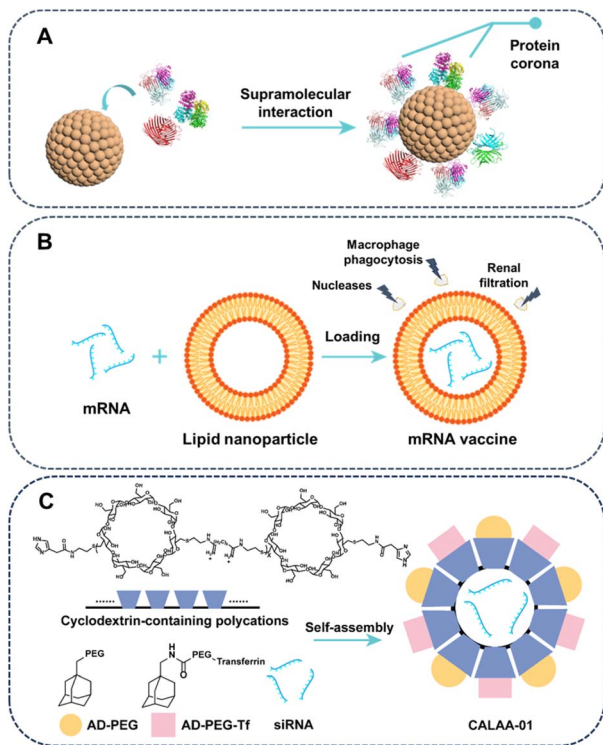 A
Supramolecular
interaction
Protein
corona
B
Macrophage
phagocytosis
Nucleases
Renal
filtration
Loading
mRNA
+
Lipid nanoparticle
mRNA vaccine
C
......
......
Cyclodextrin-containing polycations
Self-assembly
PEG
H
N
PEG
Transferrin
O
AD-PEG
AD-PEG-Tf
siRNA
CALAA-01